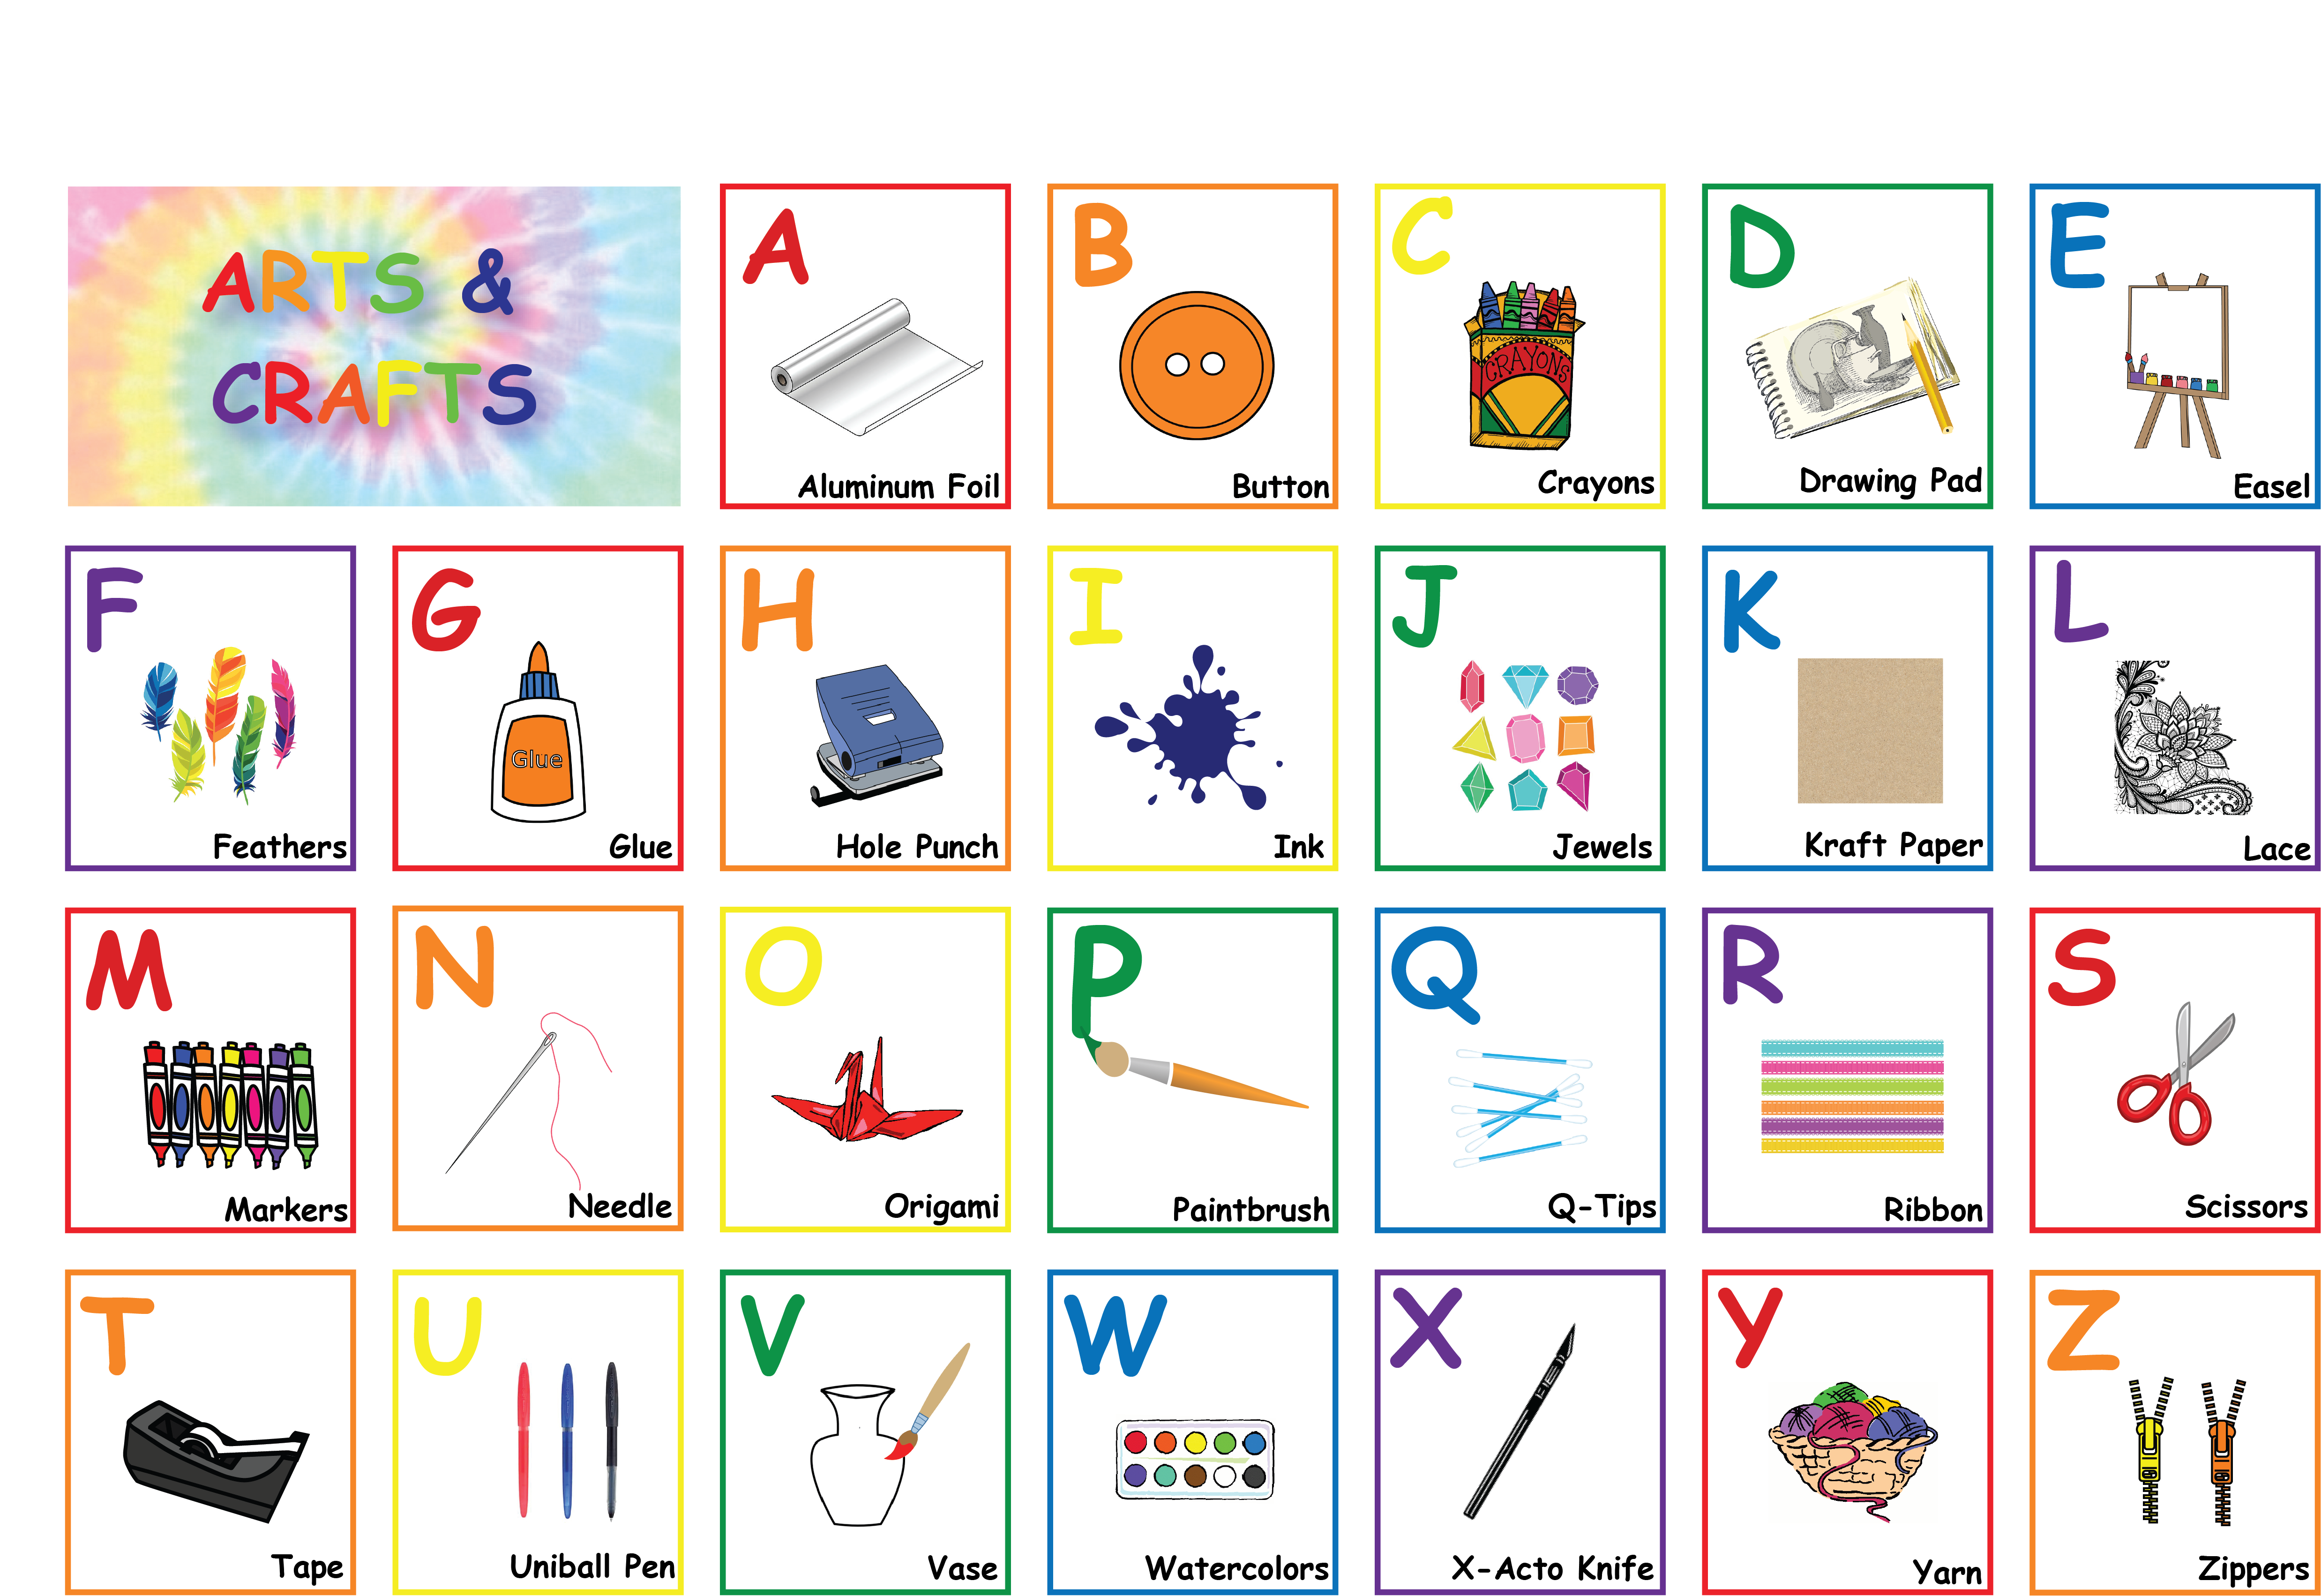 ARTS &
CRAFTS
A
Aluminum Foil
B
Button
C
CRAYONS
Crayons
D
Drawing Pad
E
Easel
F
Feathers
G
Glue
Glue
H
Hole Punch
I
Ink
J
Jewels
K
Kraft Paper
L
Lace
M
Markers
N
Needle
O
Origami
P
Paintbrush
Q
Q-Tips
R
Ribbon
S
Scissors
T
Tape
U
Uniball Pen
V
Vase
W
Watercolors
X
X-Acto Knife
Y
Yarn
Z
Zippers